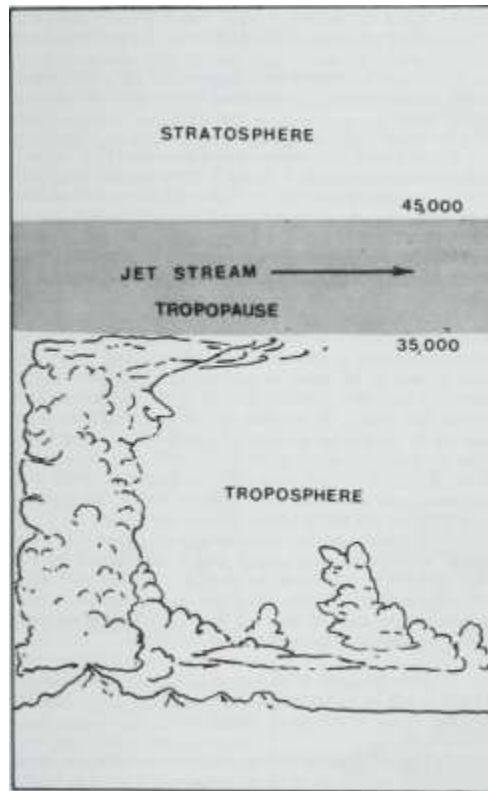 STRATOSPHERE
45,000
JET STREAM
TROPOPAUSE
35,000
TROPOSPHERE